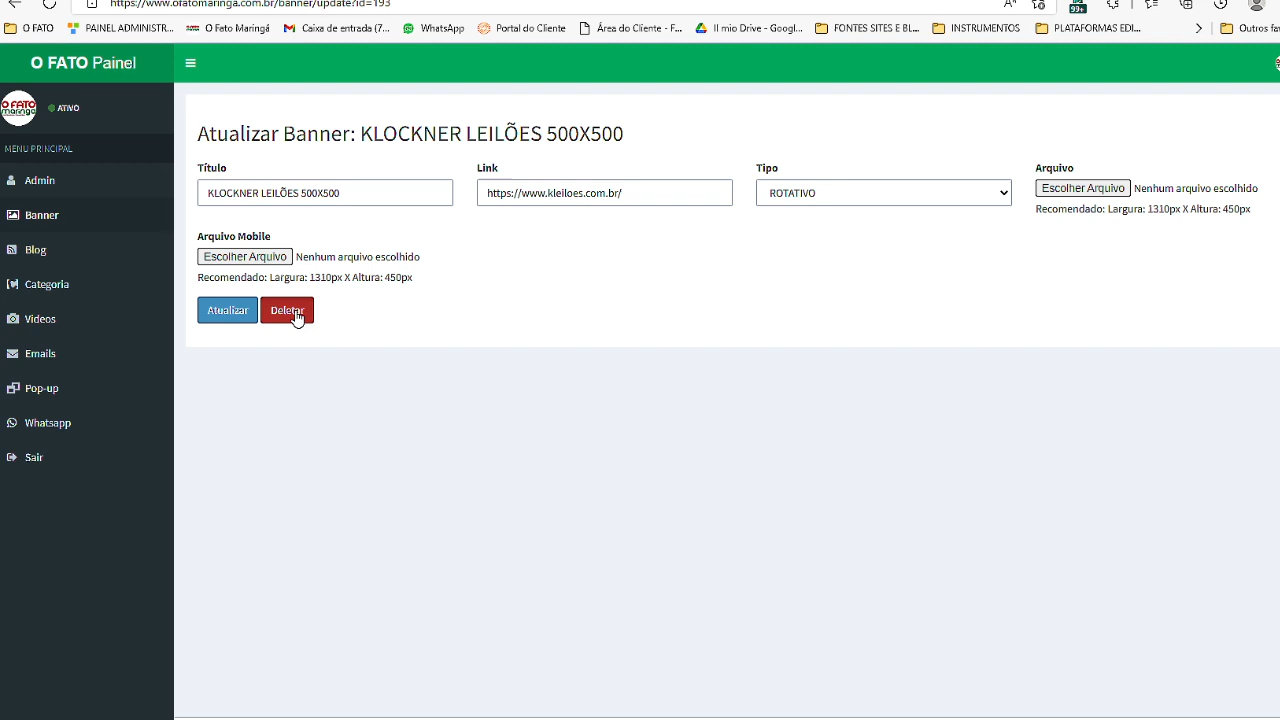 https://www.ofatomaringa.com.br/banner/update?id=193
O FATO
PAINEL ADMINISTR...
O Fato Maringá
Caixa de entrada (7...
WhatsApp
Portal do Cliente
Área do Cliente - F...
Il mio Drive - Googl...
FONTES SITES E BL...
INSTRUMENTOS
PLATAFORMAS EDI...
Outros fa
99+
O FATO Painel
O FATO
maringá
ATIVO
MENU PRINCIPAL
Admin
Banner
Blog
Categoria
Videos
Emails
Pop-up
Whatsapp
Sair
Atualizar Banner: KLOCKNER LEILÕES 500X500
Título
KLOCKNER LEILÕES 500X500
Link
https://www.kleiloes.com.br/
Tipo
ROTATIVO
Arquivo
Escolher Arquivo Nenhum arquivo escolhido
Recomendado: Largura: 1310px X Altura: 450px
Arquivo Mobile
Escolher Arquivo Nenhum arquivo escolhido
Recomendado: Largura: 1310px X Altura: 450px
Atualizar
Deletar